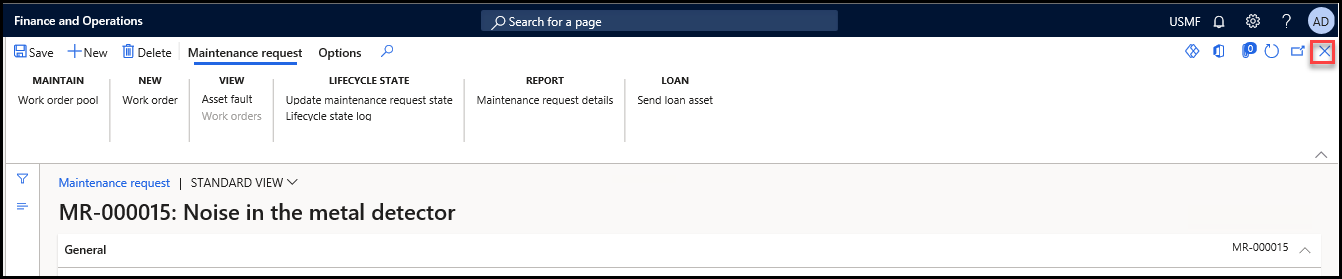 Finance and Operations Search for a page USMF ? AD
Save New Delete Maintenance request Options 0
MAINTAIN NEW VIEW LIFECYCLE STATE REPORT LOAN
Work order pool Work order Asset fault Update maintenance request state Maintenance request details Send loan asset
Work orders Lifecycle state log
Maintenance request | STANDARD VIEW
MR-000015: Noise in the metal detector
General MR-000015